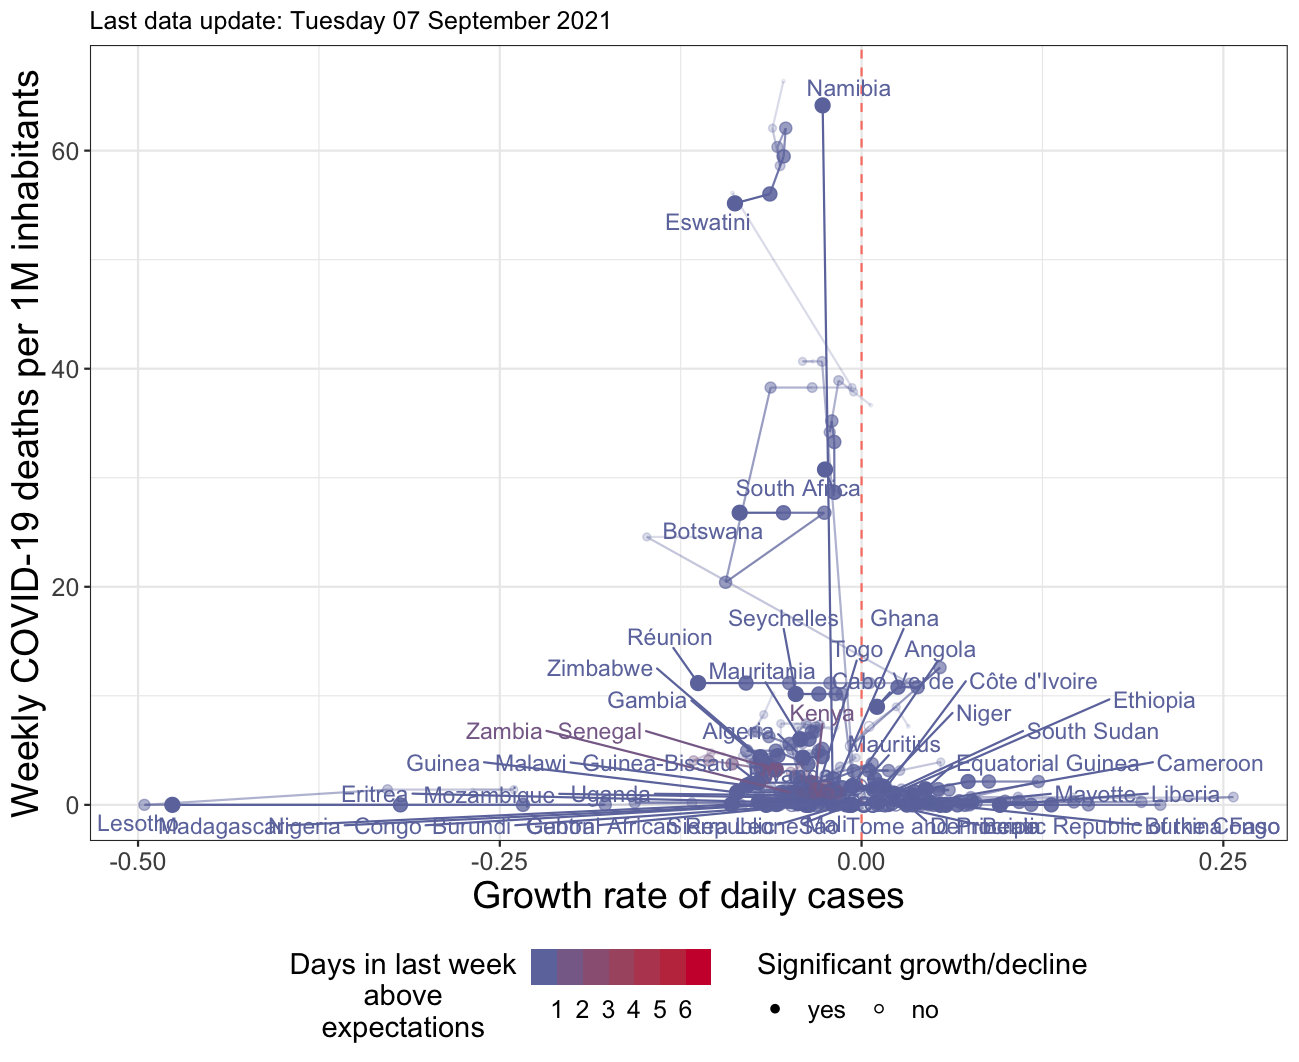 Last data update: Tuesday 07 September 2021
Weekly COVID-19 deaths per 1M inhabitants
60
40
20
0
Namibia
Eswatini
South Africa
Botswana
Seychelles
Ghana
Réunion
Togo
Angola
Zimbabwe
Mauritania
Cabo Verde
Côte d'Ivoire
Gambia
Kenya
Niger
Ethiopia
Zambia
Senegal
Algeria
Mauritius
South Sudan
Guinea
Malawi
Guinea-Bissau
Equatorial Guinea
Cameroon
Eritrea
Mozambique
Uganda
Mayotte
Liberia
Lesotho
Madagascar
Nigeria
Congo
Burundi
Central African Republic
Sierra Leone
Mali
Sao Tome and Principe
Democratic Republic of the Congo
Burkina Faso
-0.50
-0.25
0.00
0.25
Growth rate of daily cases
Days in last week
above
expectations
1 2 3 4 5 6
Significant growth/decline
yes
no